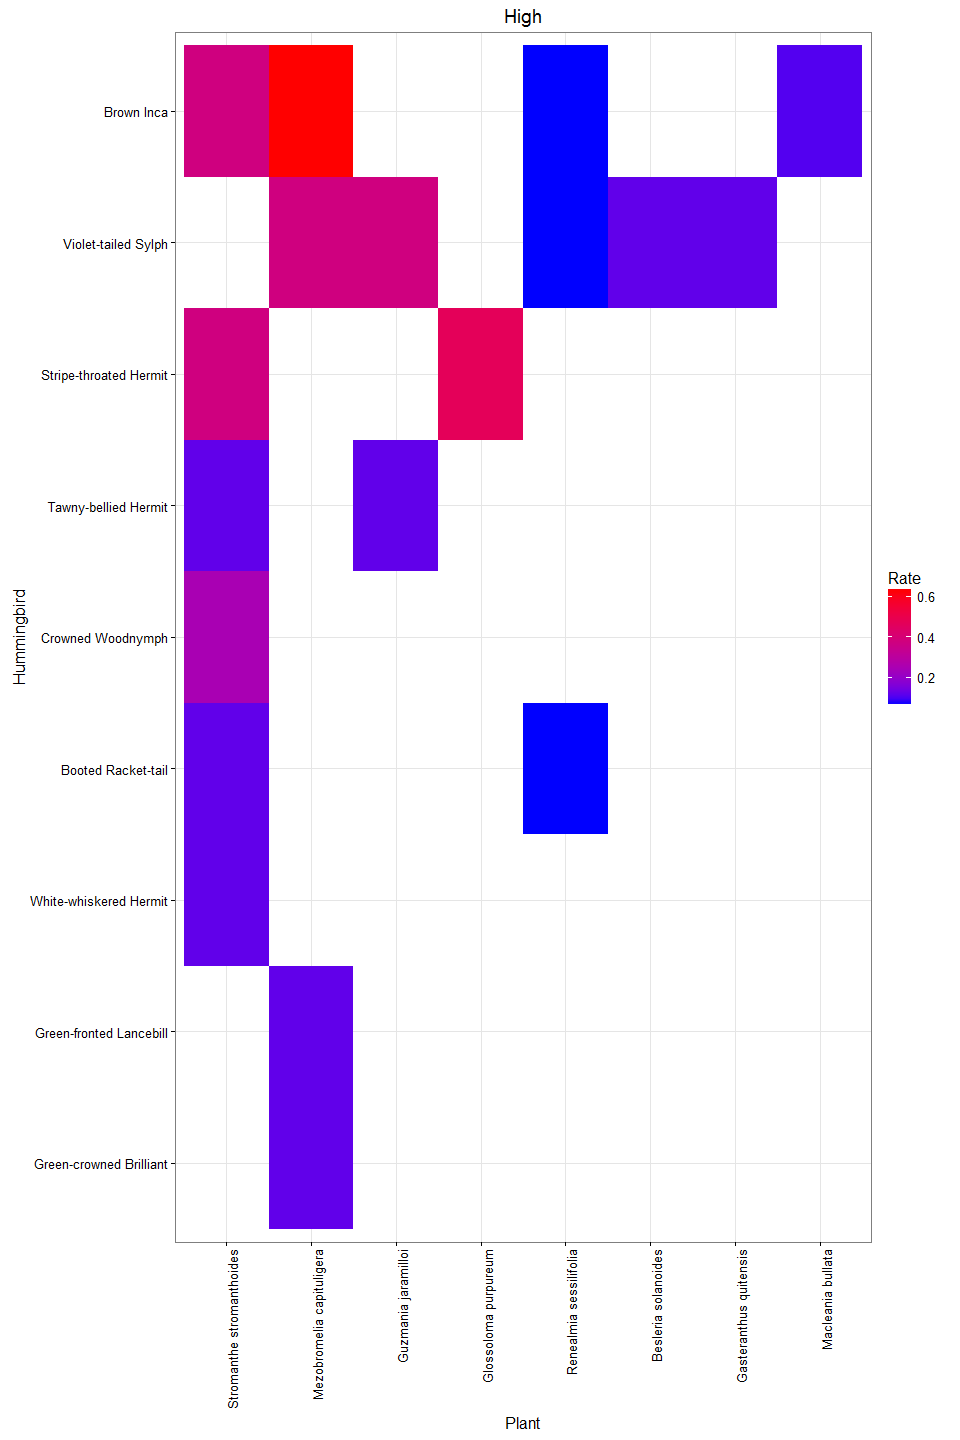 High
Hummingbird
Brown Inca
Violet-tailed Sylph
Stripe-throated Hermit
Tawny-bellied Hermit
Crowned Woodnymph
Booted Racket-tail
White-whiskered Hermit
Green-fronted Lancebill
Green-crowned Brilliant
Stromanthe stromanthoides
Mezobromelia capituligera
Guzmania jaramilloi
Glossoloma purpureum
Renealmia sessilifolia
Besleria solanoides
Gasteranthus quitensis
Macleania bullata
Plant
Rate
0.6
0.4
0.2